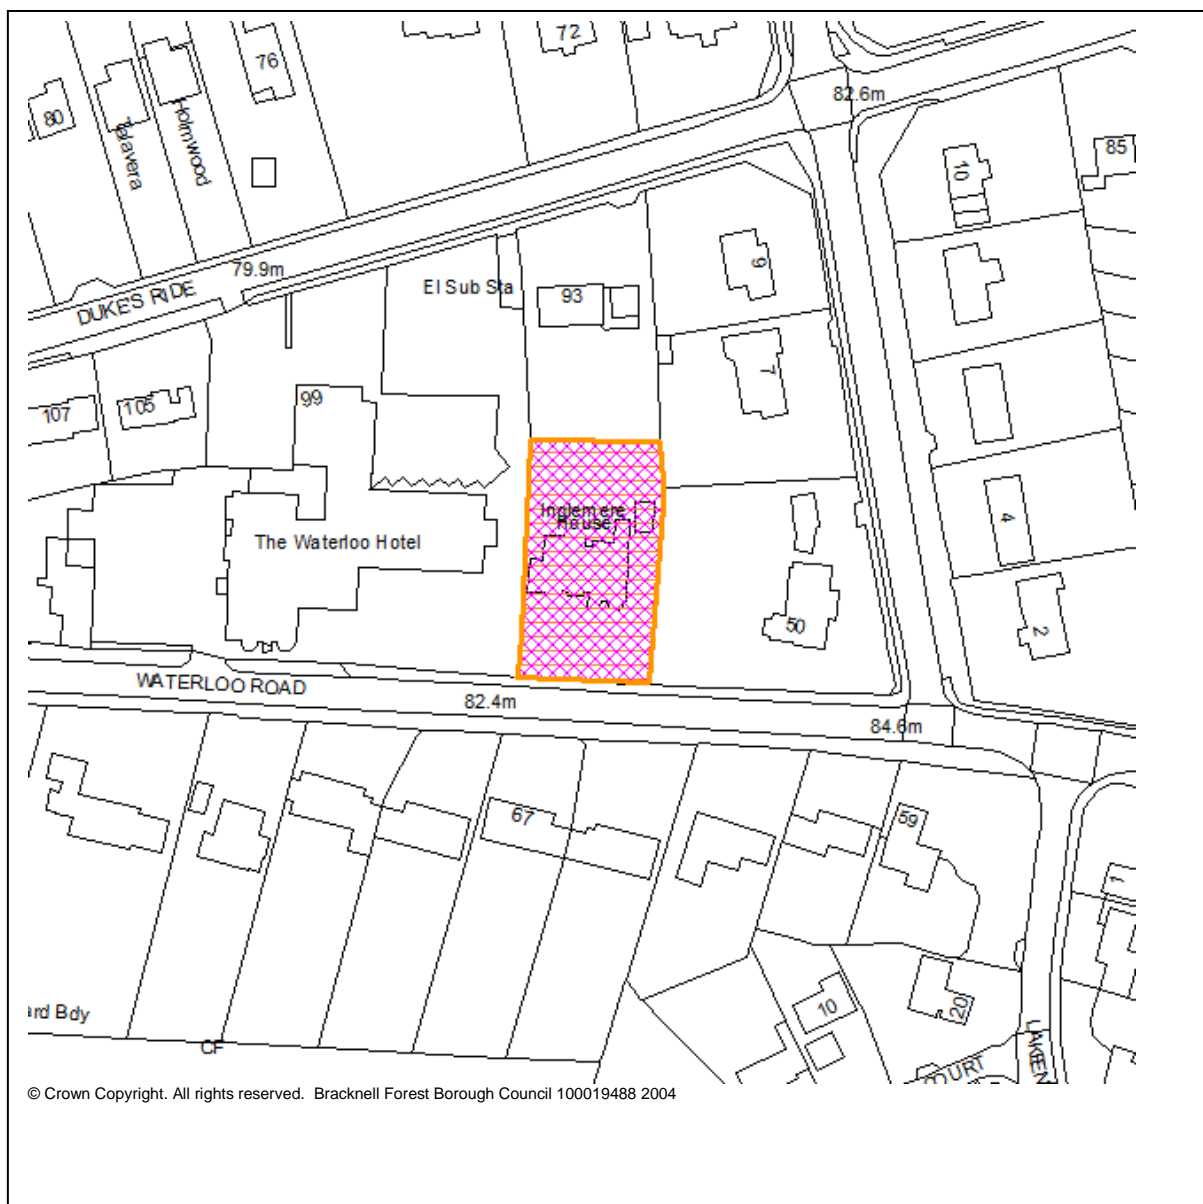 72
76
80
Talavera
Holmwood
82.6m
85
10
79.9m
DUKE'S RIDE
El Sub Sta
93
9
7
99
107
105
Inglemere
House
The Waterloo Hotel
4
50
2
WATERLOO ROAD
82.4m
84.6m
67
59
1
10
20
ard Bdy
CF
COURT
LAKEN
© Crown Copyright. All rights reserved. Bracknell Forest Borough Council 100019488 2004